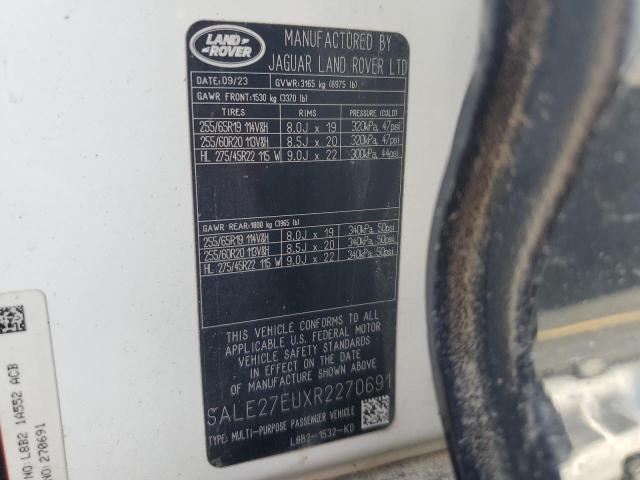 LAND ROVER
MANUFACTURED BY
JAGUAR LAND ROVER LTD
DATE: 09/23 GVWR: 3165 kg (6975 lb)
GAWR FRONT: 1530 kg (3370 lb)
TIRES RIMS PRESSURE (COLD)
255/65R19 114V&H 8.0J x 19 320kPa, 47psi
255/60R20 113V&H 8.5J x 20 320kPa, 47psi
HL 275/45R22 115 W 9.0J x 22 300kPa, 44psi
GAWR REAR: 1800 kg (3965 lb)
255/65R19 114V&H 8.0J x 19 340kPa, 50psi
255/60R20 113V&H 8.5J x 20 340kPa, 50psi
HL 275/45R22 115 W 9.0J x 22 340kPa, 50psi
THIS VEHICLE CONFORMS TO ALL
APPLICABLE U.S. FEDERAL MOTOR
VEHICLE SAFETY STANDARDS
IN EFFECT ON THE DATE
OF MANUFACTURE SHOWN ABOVE
SALE27EUXR2270691
TYPE: MULTI-PURPOSE PASSENGER VEHICLE
L8B2-1532-KD
NO: L8B2 1A552 ACB
NO: 270691